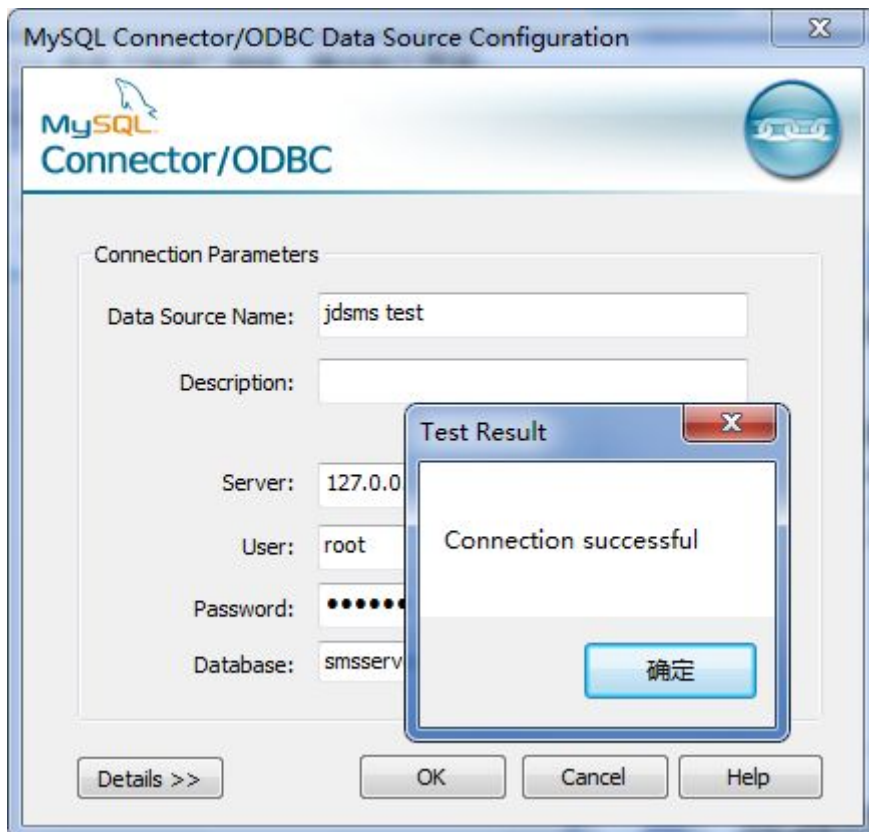 MySQL Connector/ODBC Data Source Configuration
MySQL
Connector/ODBC
Connection Parameters
Data Source Name: jdsms test
Description:
Test Result
Server: 127.0.0
Connection successful
User: root
Password:
Database: smsserv
确定
Details >> OK Cancel Help